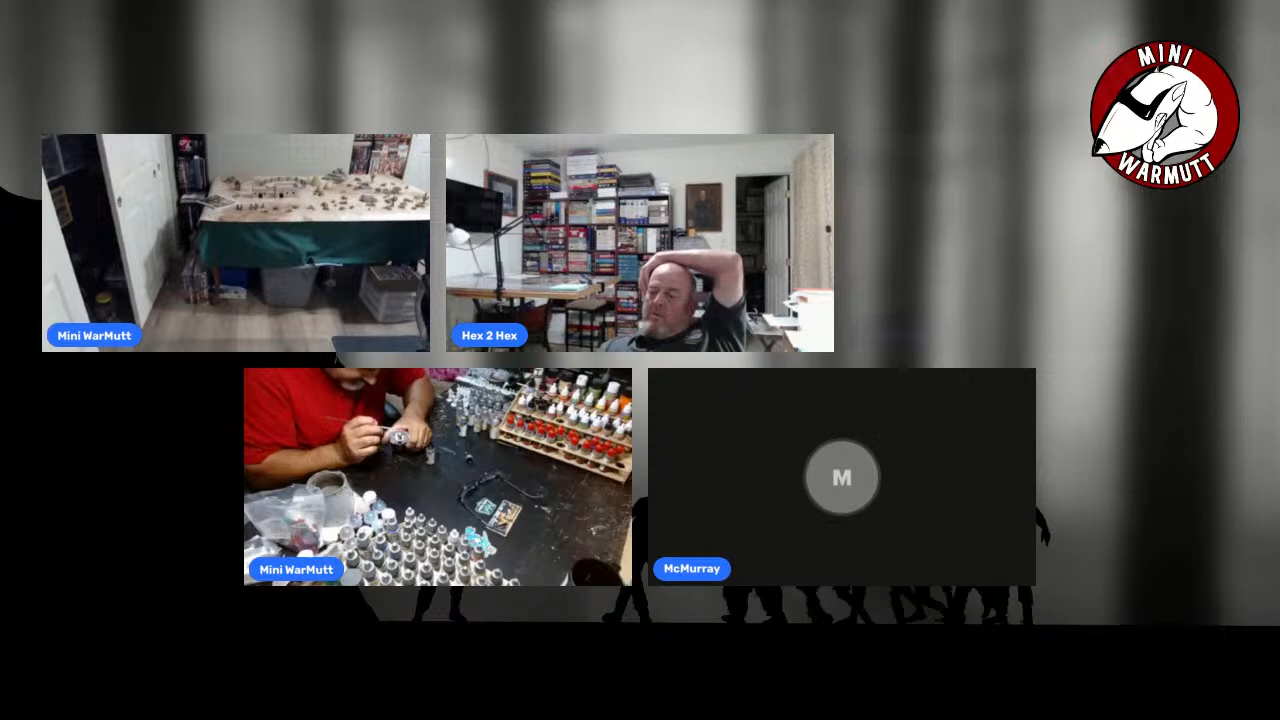 MINI
WARMUTT
Mini WarMutt
Hex 2 Hex
Mini WarMutt
M
McMurray